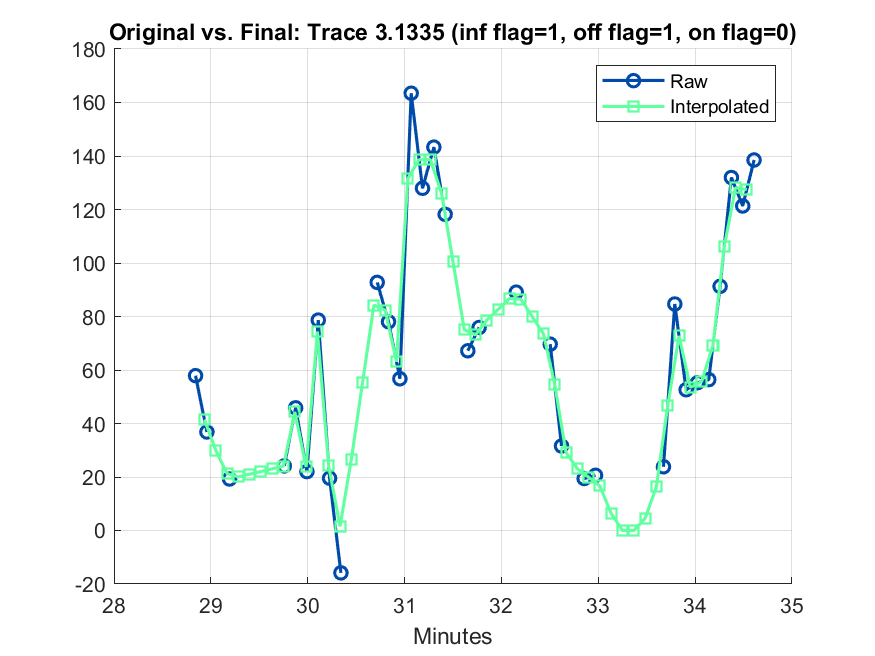 Original vs. Final: Trace 3.1335 (inf flag=1, off flag=1, on flag=0)
180
160
140
120
100
80
60
40
20
0
-20
Raw
Interpolated
28 29 30 31 32 33 34 35
Minutes